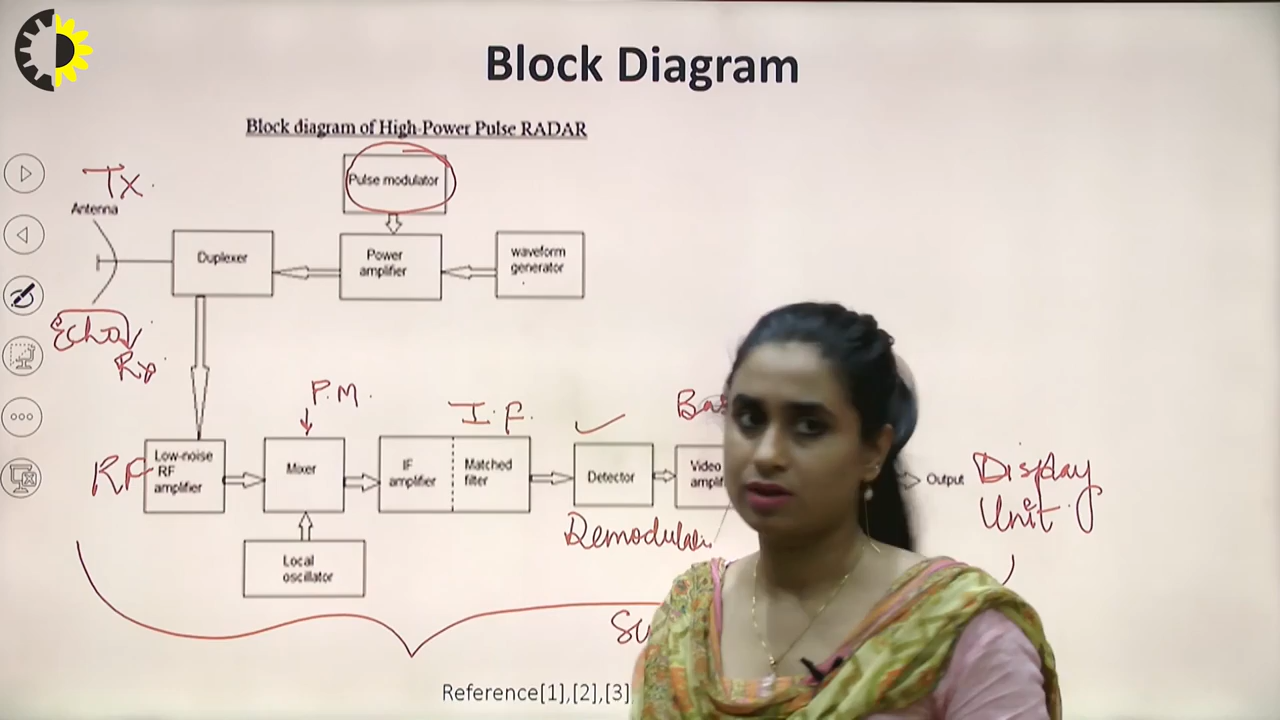 Block Diagram
Block diagram of High-Power Pulse RADAR
Pulse modulator
Tx.
Antenna
Duplexer
Power
amplifier
waveform
generator
Echo
P.M.
I.F.
RF
Low-noise
RF
amplifier
Mixer
IF
amplifier
Matched
filter
Detector
Video
Output
Display
Unit
Local
oscillator
Reference[1],[2],[3]